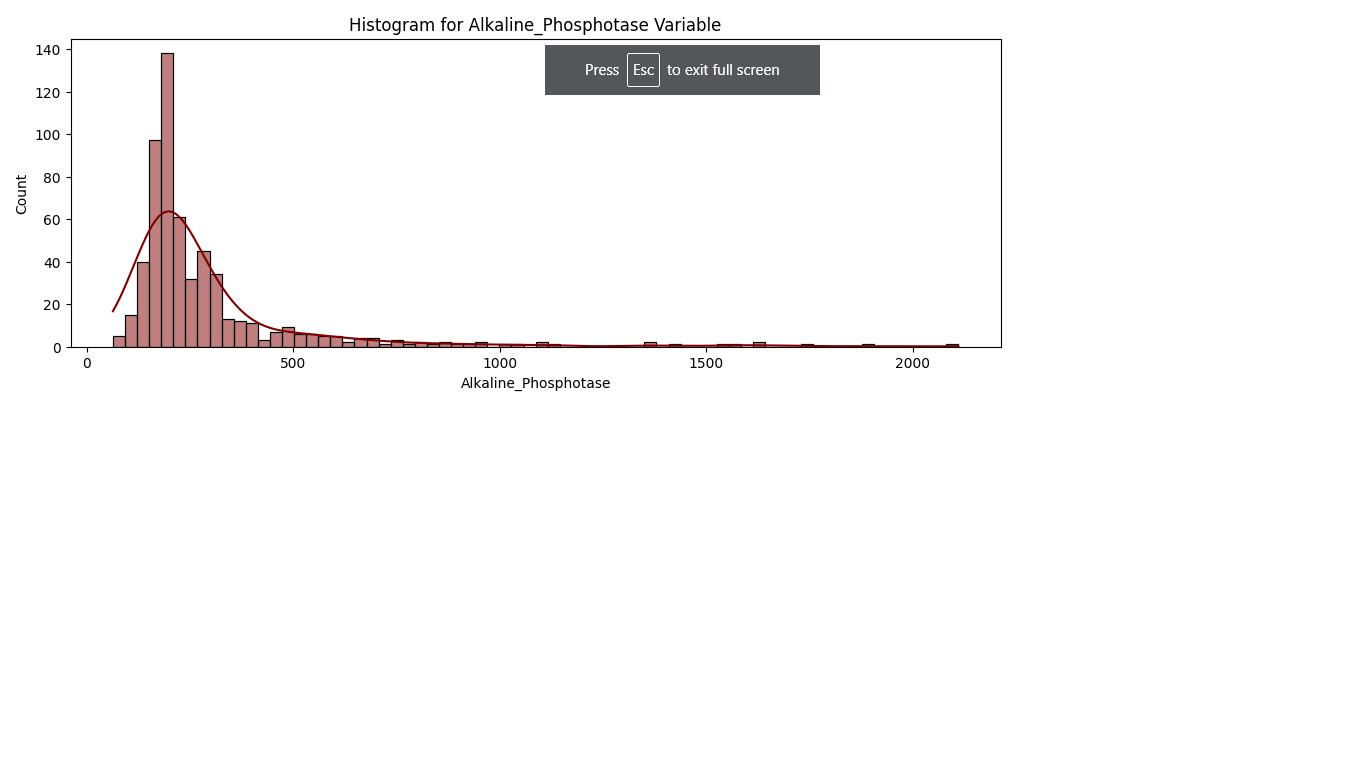 Histogram for Alkaline_Phosphotase Variable
Press Esc to exit full screen
140
120
100
80
60
40
20
0
Count
0 500 1000 1500 2000
Alkaline_Phosphotase